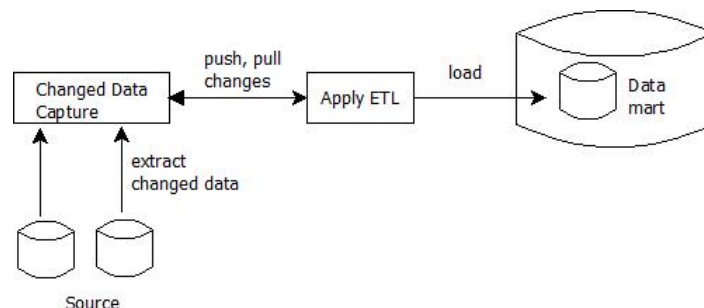 push, pull
changes
load
Changed Data
Capture
Apply ETL
Data
mart
extract
changed data
Source